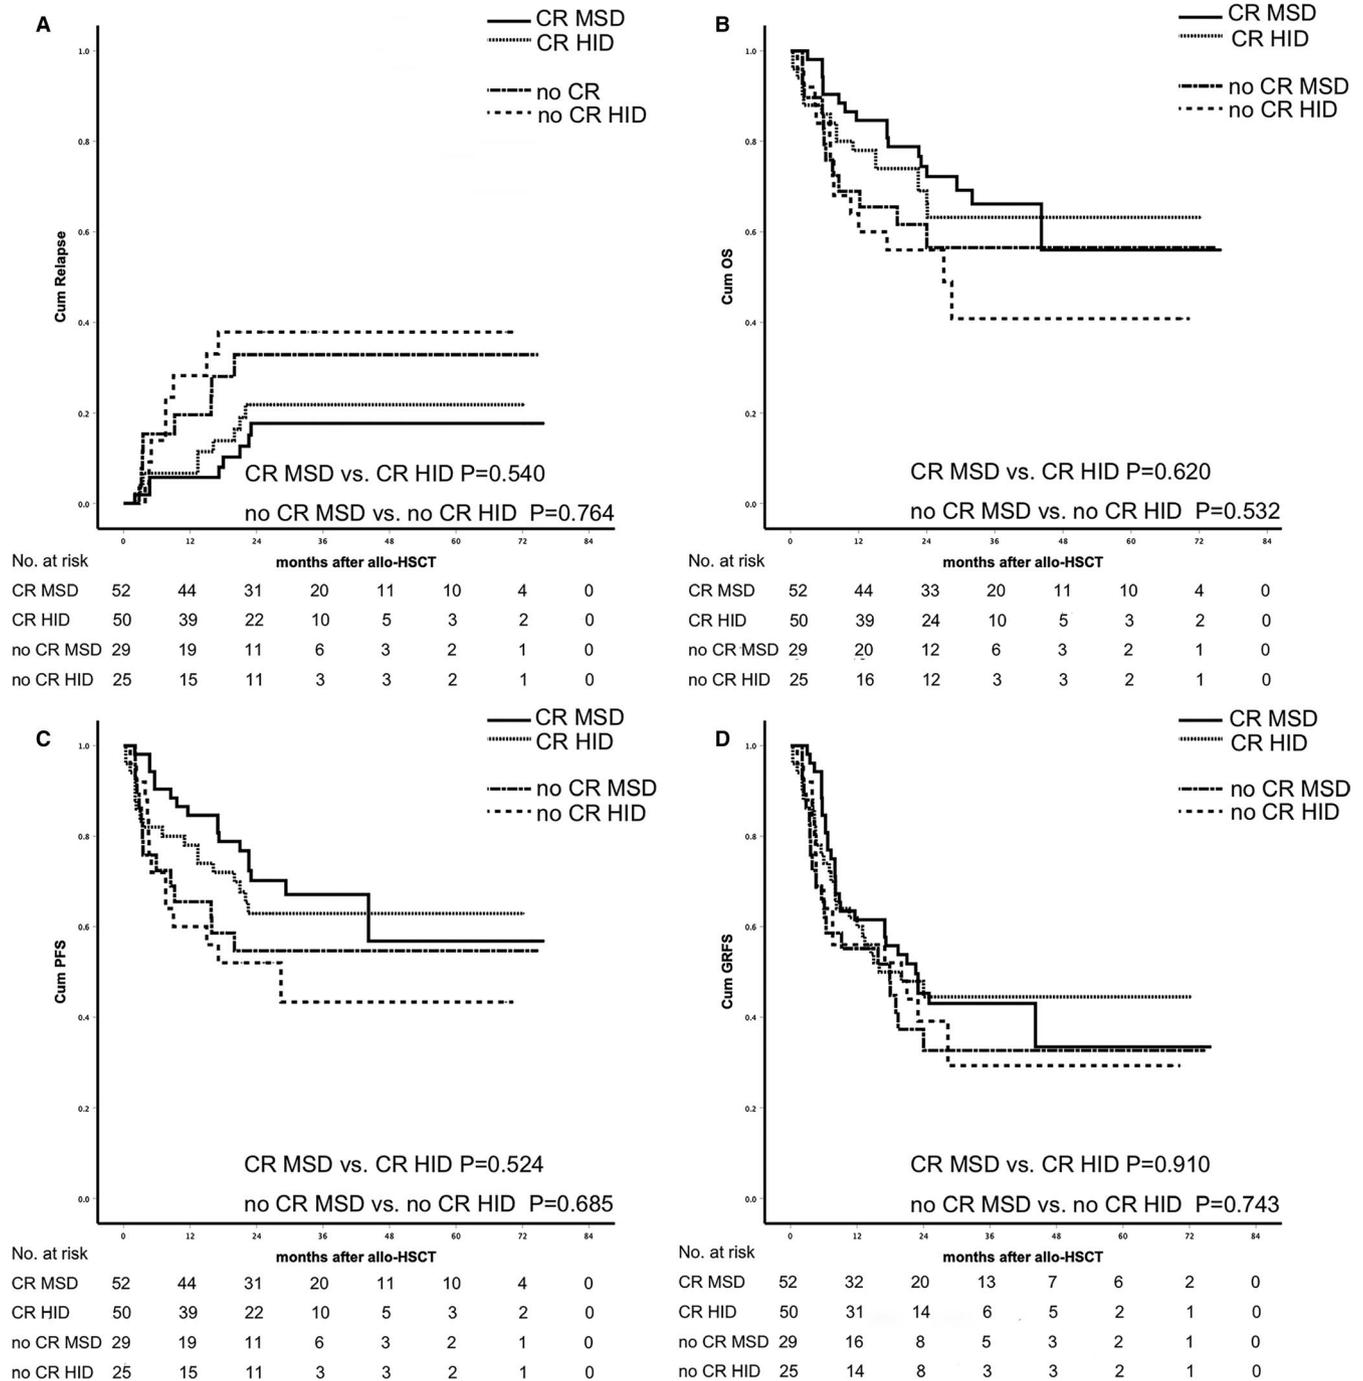 A
CR MSD
CR HID
no CR
no CR HID
1.0
0.8
0.6
0.4
0.2
0.0
Cum Relapse
CR MSD vs. CR HID P=0.540
no CR MSD vs. no CR HID P=0.764
0 12 24 36 48 60 72 84
months after allo-HSCT
No. at risk
CR MSD 52 44 31 20 11 10 4 0
CR HID 50 39 22 10 5 3 2 0
no CR MSD 29 19 11 6 3 2 1 0
no CR HID 25 15 11 3 3 2 1 0
B
CR MSD
CR HID
no CR MSD
no CR HID
1.0
0.8
0.6
0.4
0.2
0.0
Cum OS
CR MSD vs. CR HID P=0.620
no CR MSD vs. no CR HID P=0.532
0 12 24 36 48 60 72 84
months after allo-HSCT
No. at risk
CR MSD 52 44 33 20 11 10 4 0
CR HID 50 39 24 10 5 3 2 0
no CR MSD 29 20 12 6 3 2 1 0
no CR HID 25 16 12 3 3 2 1 0
C
CR MSD
CR HID
no CR MSD
no CR HID
1.0
0.8
0.6
0.4
0.2
0.0
Cum PFS
CR MSD vs. CR HID P=0.524
no CR MSD vs. no CR HID P=0.685
0 12 24 36 48 60 72 84
months after allo-HSCT
No. at risk
CR MSD 52 44 31 20 11 10 4 0
CR HID 50 39 22 10 5 3 2 0
no CR MSD 29 19 11 6 3 2 1 0
no CR HID 25 15 11 3 3 2 1 0
D
CR MSD
CR HID
no CR MSD
no CR HID
1.0
0.8
0.6
0.4
0.2
0.0
Cum GRFS
CR MSD vs. CR HID P=0.910
no CR MSD vs. no CR HID P=0.743
0 12 24 36 48 60 72 84
months after allo-HSCT
No. at risk
CR MSD 52 32 20 13 7 6 2 0
CR HID 50 31 14 6 5 2 1 0
no CR MSD 29 16 8 5 3 2 1 0
no CR HID 25 14 8 3 3 2 1 0